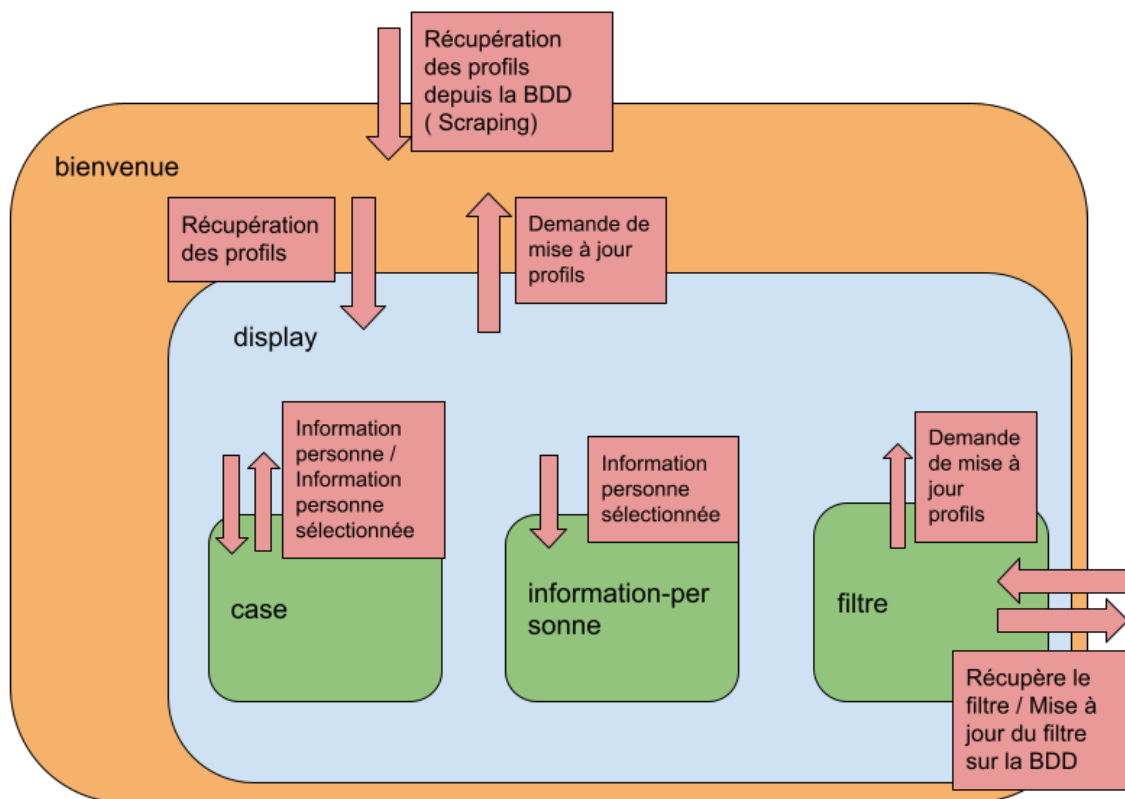 Récupération
des profils
depuis la BDD
( Scraping)
bienvenue
Récupération
des profils
Demande de
mise à jour
profils
display
Information
personne /
Information
personne
sélectionnée
Information
personne
sélectionnée
Demande
de mise à
jour
profils
case
information-per
sonne
filtre
Récupère le
filtre / Mise à
jour du filtre
sur la BDD